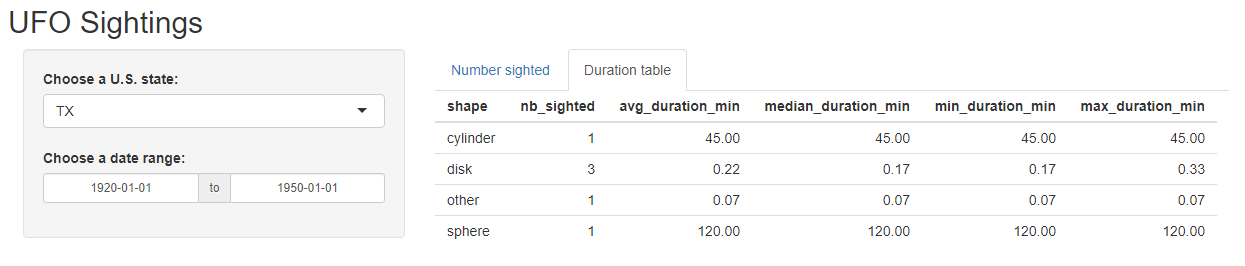 UFO Sightings
Choose a U.S. state:
TX
Choose a date range:
1920-01-01 to 1950-01-01
Number sighted Duration table
shape nb_sighted avg_duration_min median_duration_min min_duration_min max_duration_min
cylinder 1 45.00 45.00 45.00 45.00
disk 3 0.22 0.17 0.17 0.33
other 1 0.07 0.07 0.07 0.07
sphere 1 120.00 120.00 120.00 120.00